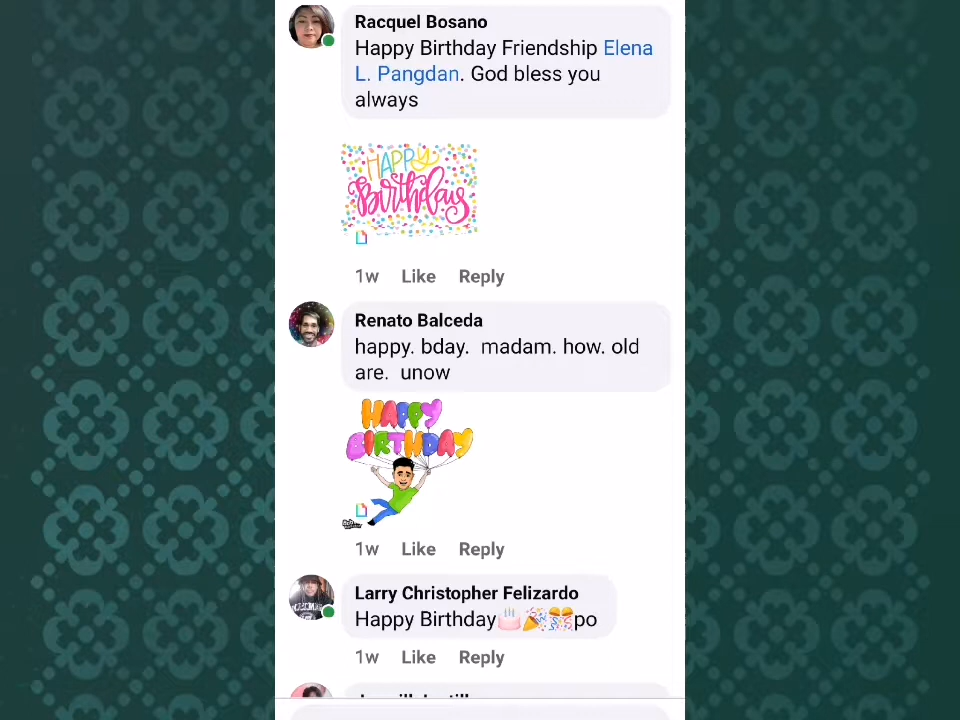 Racquel Bosano
Happy Birthday Friendship Elena
L. Pangdan. God bless you
always
HAPPY
Birthday
1w Like Reply
Renato Balceda
happy. bday. madam. how. old
are. unow
HAPPY
BIRTHDAY
1w Like Reply
Larry Christopher Felizardo
Happy Birthday🎂🎉🎊po
1w Like Reply